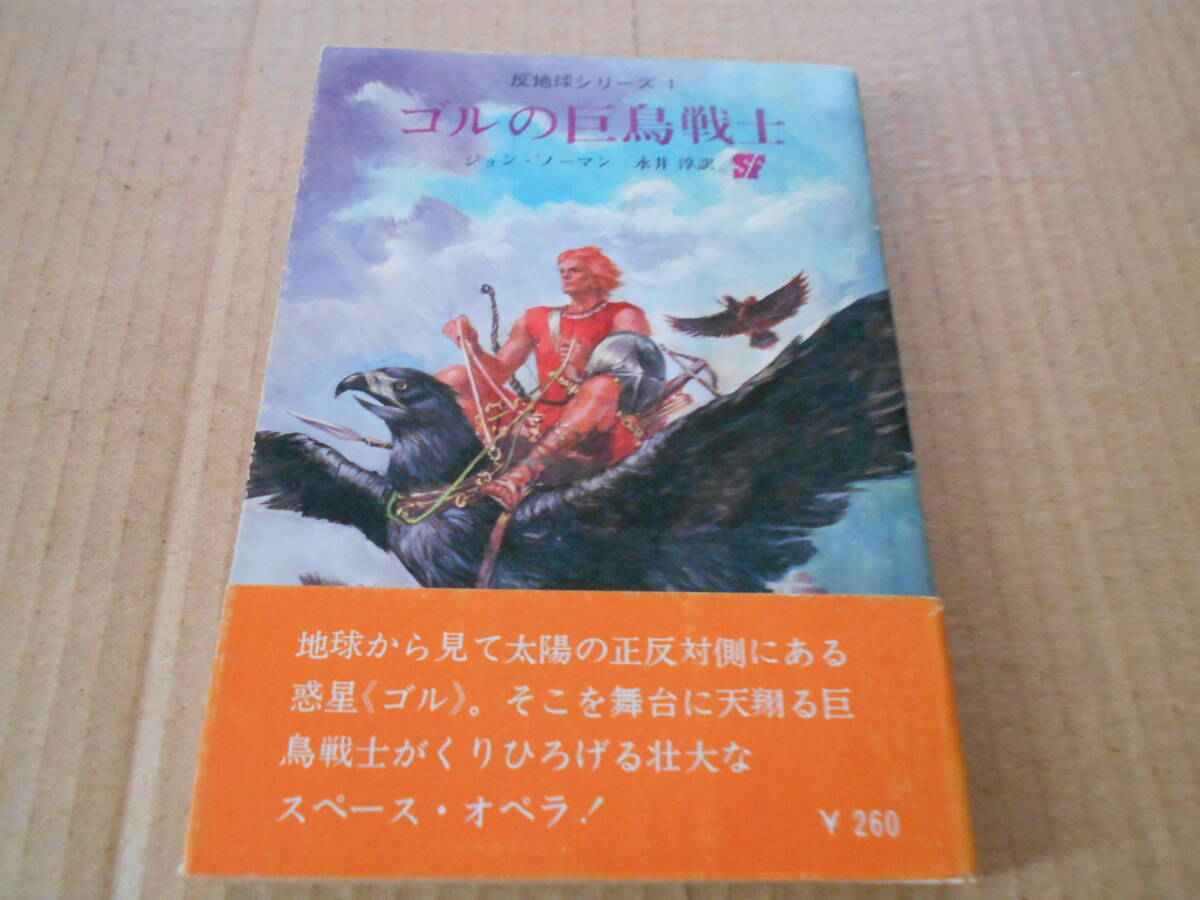 反地球シリーズ 1
ゴルの巨鳥戦士
ジョン・ノーマン 永井 淳訳 SF
地球から見て太陽の正反対側にある
惑星《ゴル》。そこを舞台に天翔る巨
鳥戦士がくりひろげる壮大な
スペース・オペラ!
¥ 260